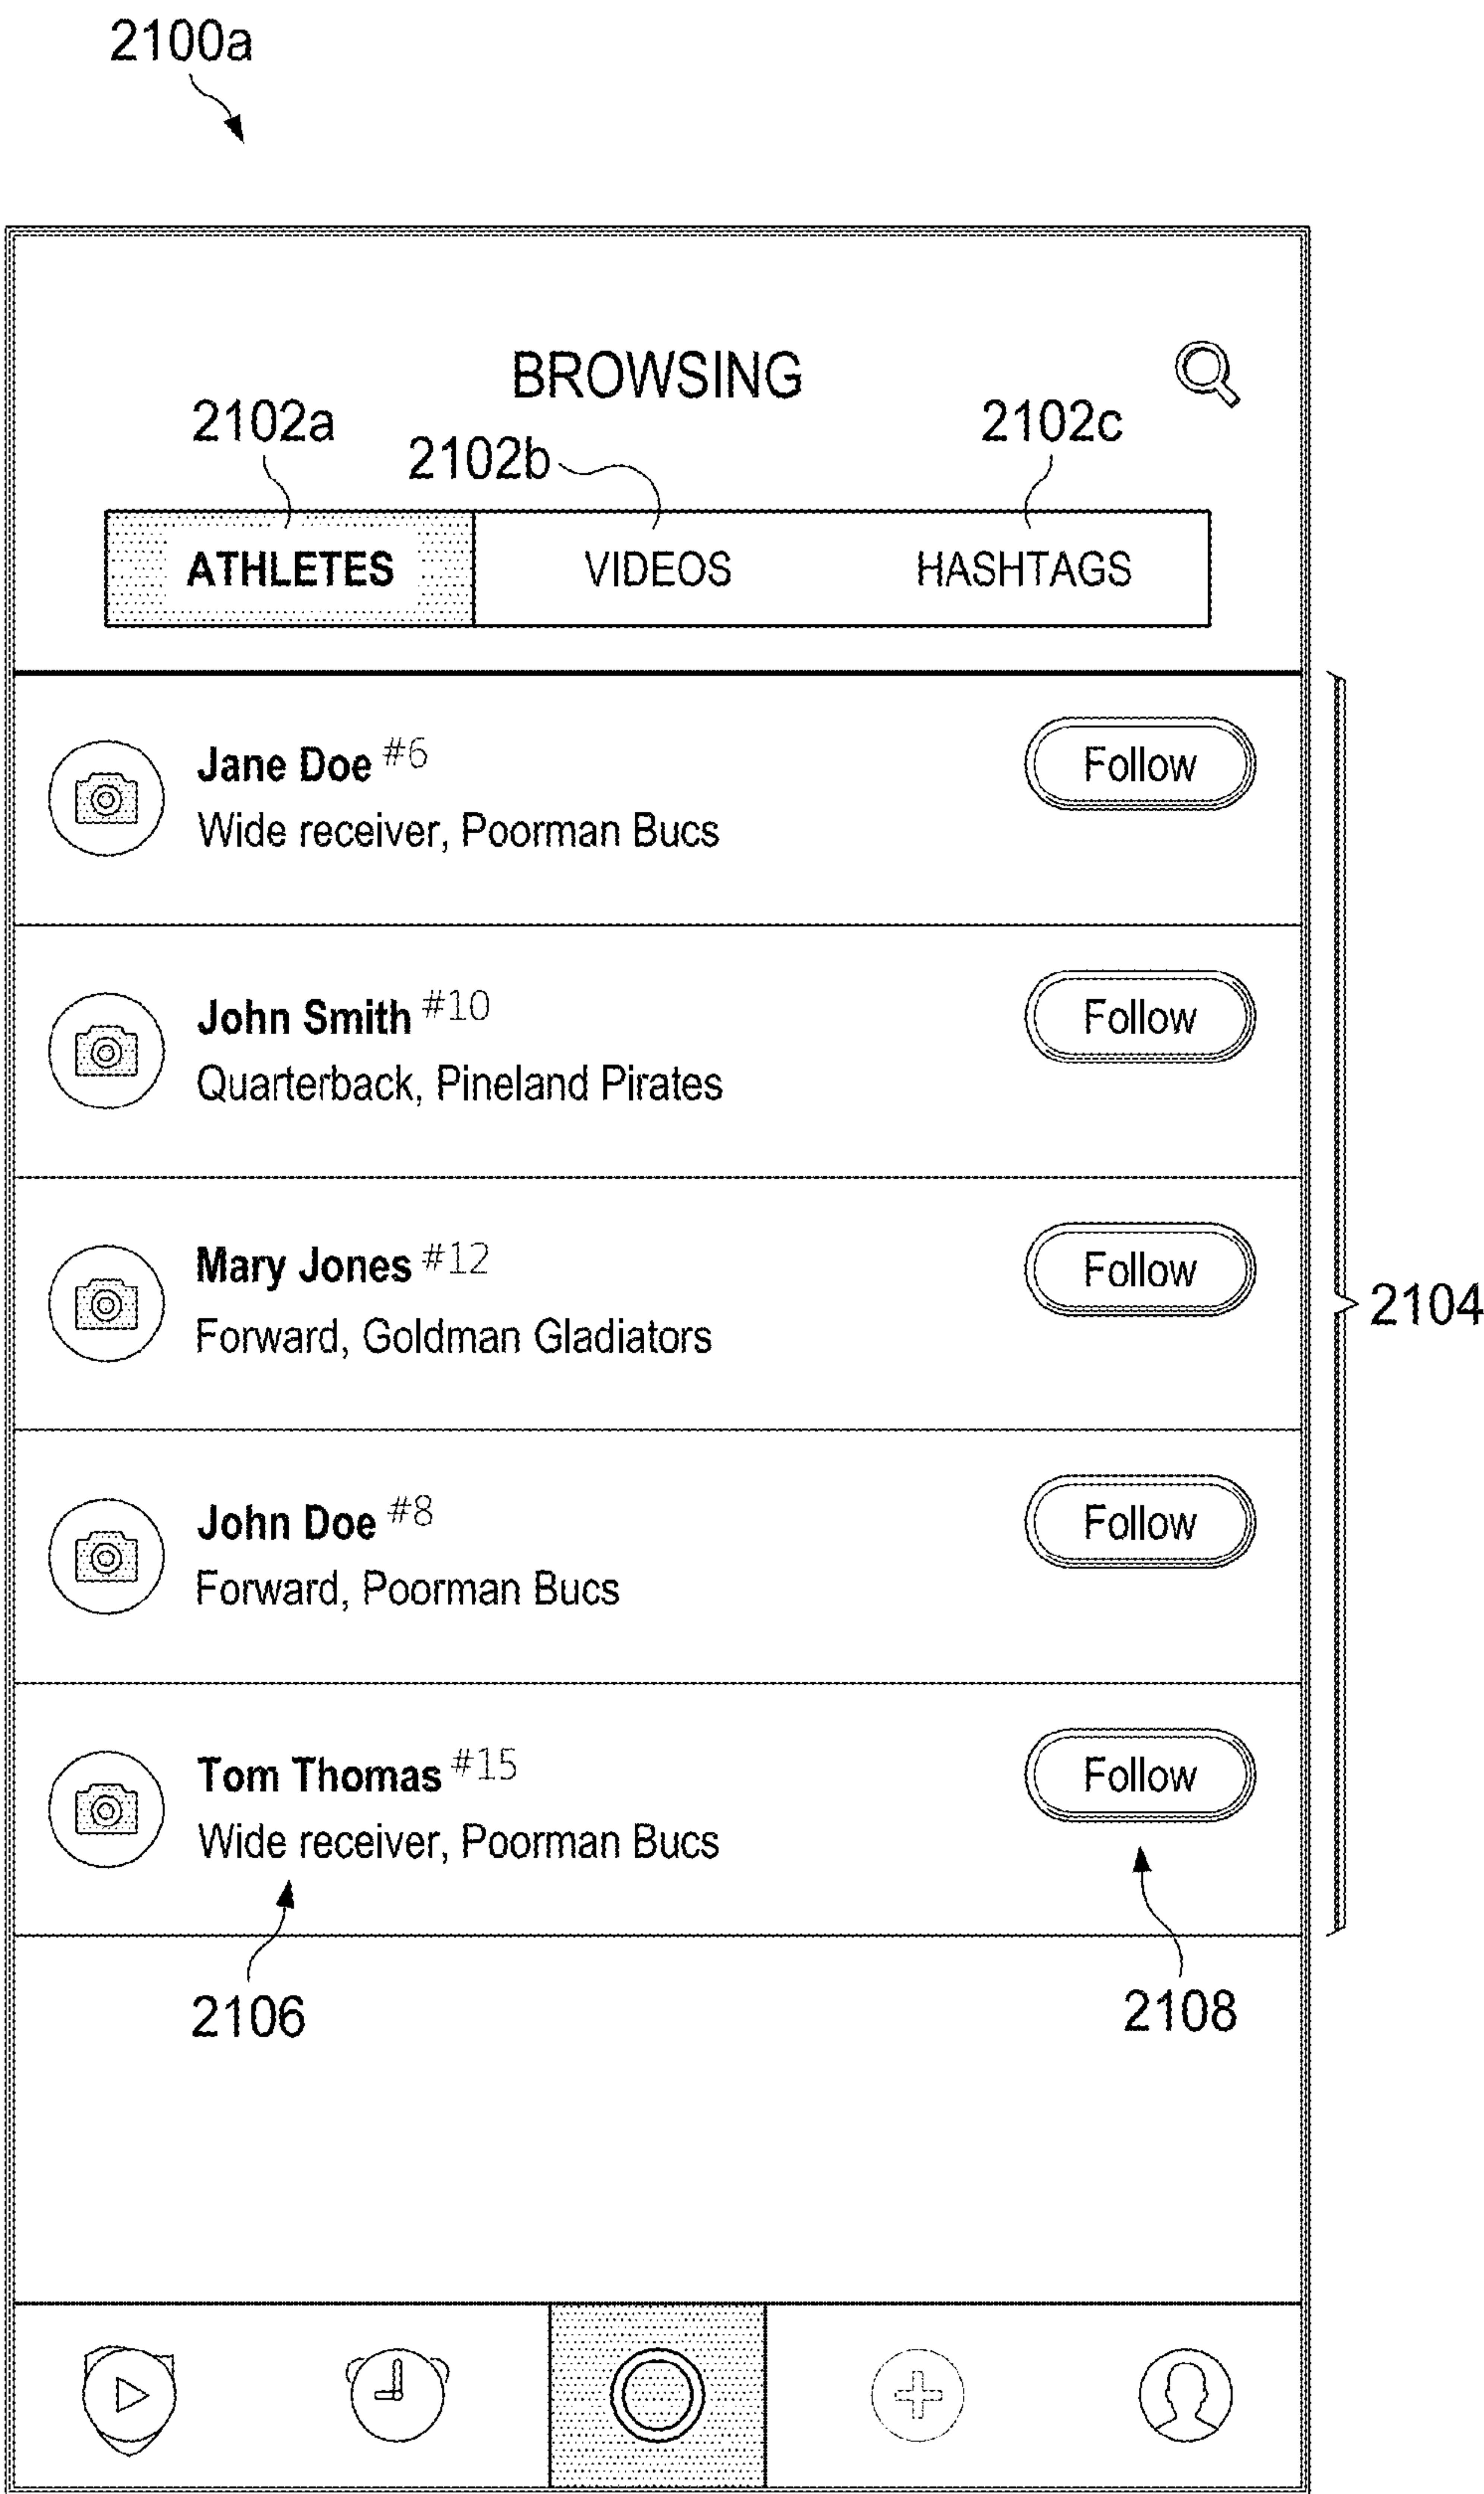 2100a
BROWSING
2102a
2102b
2102c
ATHLETES VIDEOS HASHTAGS
Jane Doe #6
Follow
Wide receiver, Poorman Bucs
John Smith #10
Follow
Quarterback, Pineland Pirates
Mary Jones #12
Follow
Forward, Goldman Gladiators
2104
John Doe #8
Follow
Forward, Poorman Bucs
Tom Thomas #15
Follow
Wide receiver, Poorman Bucs
2106
2108